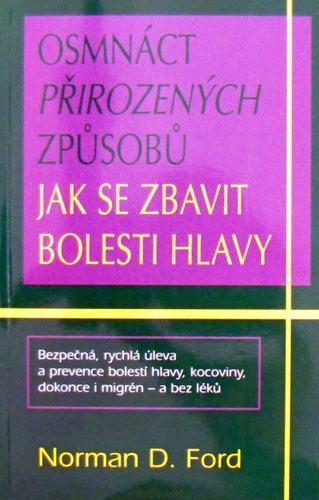 OSMNÁCT
PŘIROZENÝCH
ZPŮSOBŮ
JAK SE ZBAVIT
BOLESTI HLAVY
Bezpečná, rychlá úleva
a prevence bolestí hlavy, kocoviny,
dokonce i migrén – a bez léků
Norman D. Ford